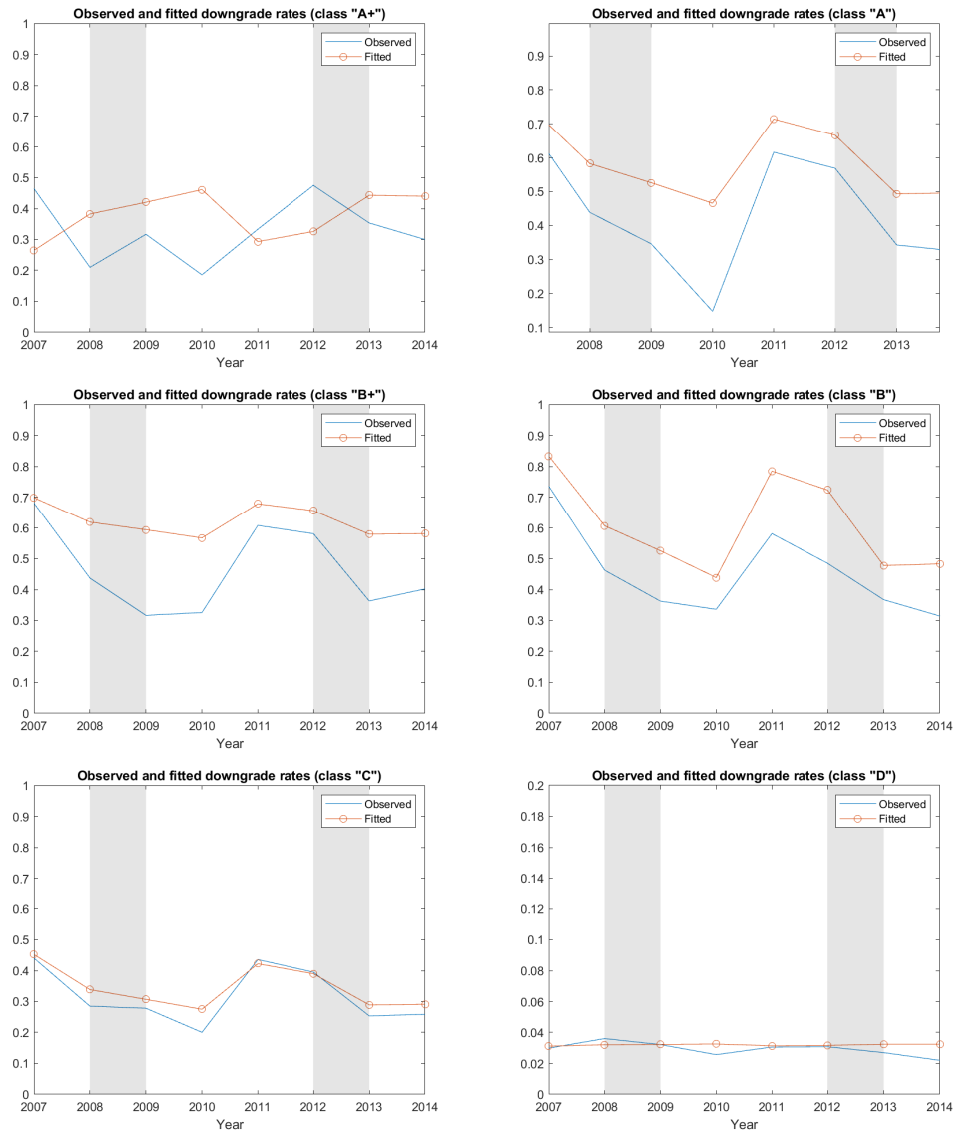 Observed and fitted downgrade rates (class "A+")
Observed
Fitted
1
0.9
0.8
0.7
0.6
0.5
0.4
0.3
0.2
0.1
0
2007 2008 2009 2010 2011 2012 2013 2014
Year
Observed and fitted downgrade rates (class "A")
Observed
Fitted
0.9
0.8
0.7
0.6
0.5
0.4
0.3
0.2
0.1
2008 2009 2010 2011 2012 2013
Year
Observed and fitted downgrade rates (class "B+")
Observed
Fitted
1
0.9
0.8
0.7
0.6
0.5
0.4
0.3
0.2
0.1
0
2007 2008 2009 2010 2011 2012 2013 2014
Year
Observed and fitted downgrade rates (class "B")
Observed
Fitted
1
0.9
0.8
0.7
0.6
0.5
0.4
0.3
0.2
0.1
0
2007 2008 2009 2010 2011 2012 2013 2014
Year
Observed and fitted downgrade rates (class "C")
Observed
Fitted
1
0.9
0.8
0.7
0.6
0.5
0.4
0.3
0.2
0.1
0
2007 2008 2009 2010 2011 2012 2013 2014
Year
Observed and fitted downgrade rates (class "D")
Observed
Fitted
0.2
0.18
0.16
0.14
0.12
0.1
0.08
0.06
0.04
0.02
0
2007 2008 2009 2010 2011 2012 2013 2014
Year